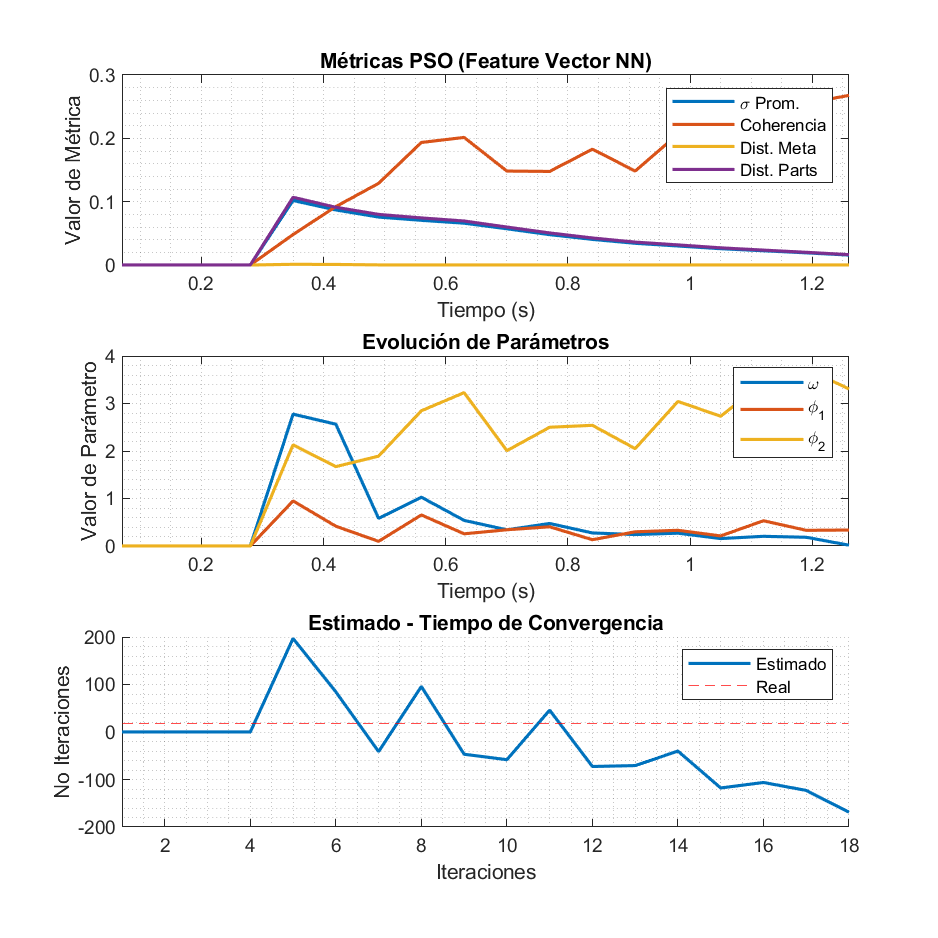 Métricas PSO (Feature Vector NN)
Valor de Métrica
0.3
0.2
0.1
0
σ Prom.
Coherencia
Dist. Meta
Dist. Parts
0.2 0.4 0.6 0.8 1 1.2
Tiempo (s)
Evolución de Parámetros
Valor de Parámetro
4
3
2
1
0
ω
ϕ1
ϕ2
0.2 0.4 0.6 0.8 1 1.2
Tiempo (s)
Estimado - Tiempo de Convergencia
No Iteraciones
200
100
0
-100
-200
Estimado
Real
2 4 6 8 10 12 14 16 18
Iteraciones